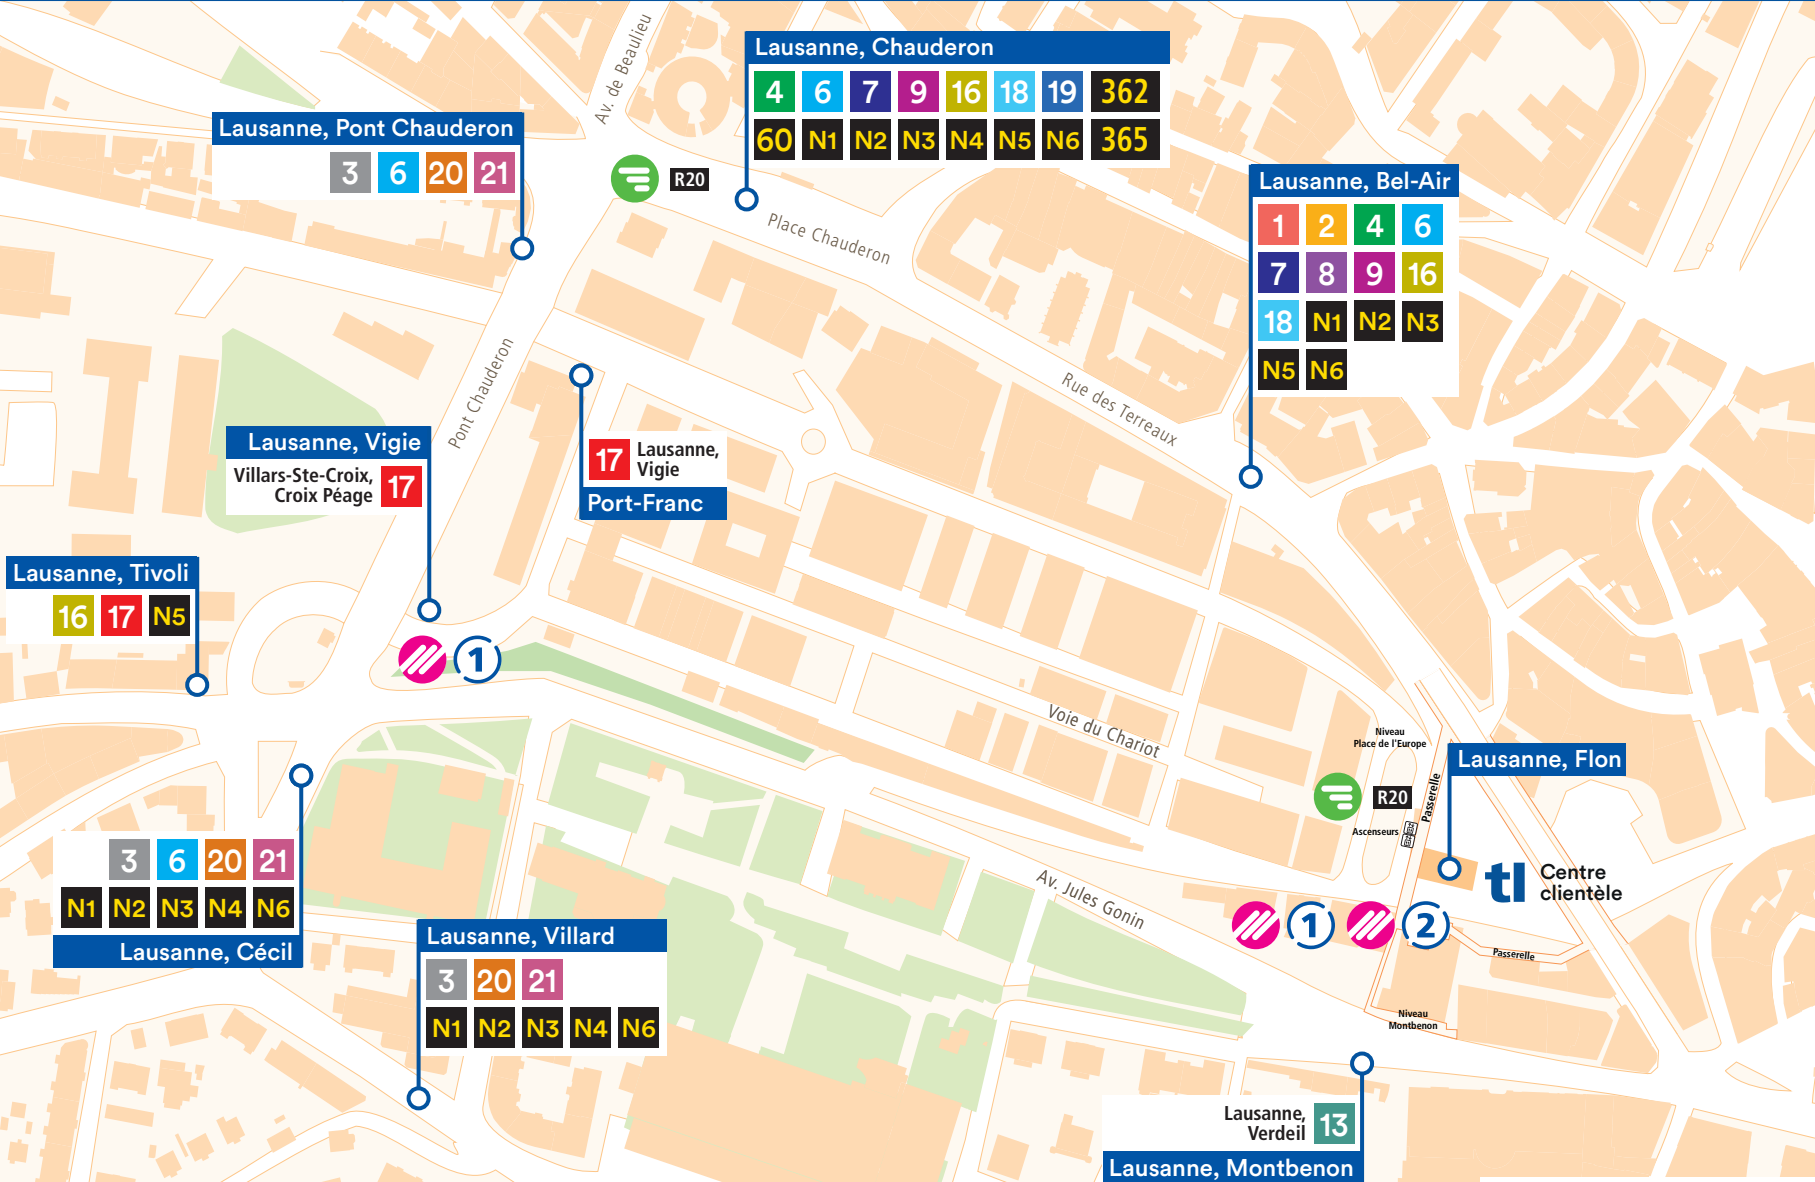 Av. de Beaulieu
Lausanne, Chauderon
4 6 7 9 16 18 19 362
60 N1 N2 N3 N4 N5 N6 365
Lausanne, Pont Chauderon
3 6 20 21
R20
Place Chauderon
Lausanne, Bel-Air
1 2 4 6
7 8 9 16
18 N1 N2 N3
N5 N6
Pont Chauderon
Rue des Terreaux
Lausanne, Vigie
Villars-Ste-Croix,
Croix Péage
17
17
Lausanne,
Vigie
Port-Franc
Lausanne, Tivoli
16 17 N5
1
Voie du Chariot
Niveau
Place de l'Europe
Lausanne, Flon
R20
Passerelle
Ascenseurs
tl
Centre
clientèle
3 6 20 21
N1 N2 N3 N4 N6
Lausanne, Cécil
Av. Jules Gonin
1 2
Passerelle
Lausanne, Villard
3 20 21
N1 N2 N3 N4 N6
Niveau
Montbenon
Lausanne,
Verdeil
13
Lausanne, Montbenon